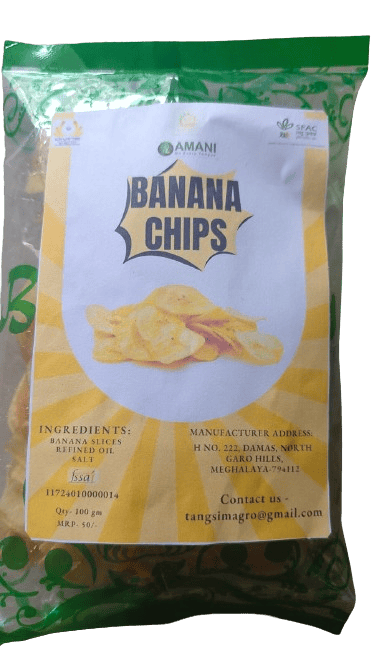 AMANI
SFAC
BANANA
CHIPS
INGREDIENTS:
BANANA SLICES
REFINED OIL
SALT
fssai
11724010000014
Qty- 100 gm
MRP- 50/-
MANUFACTURER ADDRESS:
H NO. 222, DAMAS, NORTH
GARO HILLS,
MEGHALAYA-794112
Contact us -
tangsimagro@gmail.com